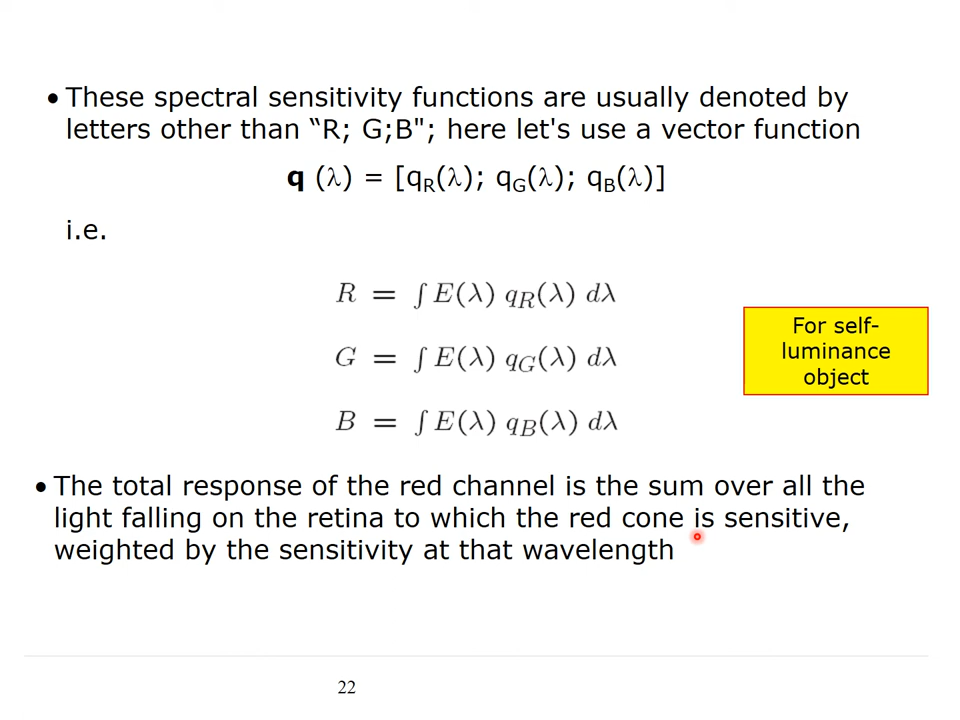 • These spectral sensitivity functions are usually denoted by
letters other than “R; G;B"; here let's use a vector function
q (λ) = [qR(λ); qG(λ); qB(λ)]
i.e.
R = ∫ E(λ) qR(λ) dλ
G = ∫ E(λ) qG(λ) dλ
B = ∫ E(λ) qB(λ) dλ
For self-
luminance
object
• The total response of the red channel is the sum over all the
light falling on the retina to which the red cone is sensitive,
weighted by the sensitivity at that wavelength
22